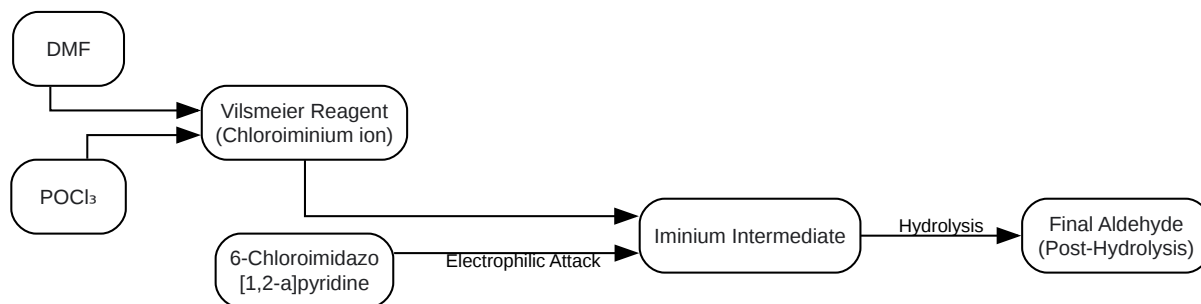 DMF
Vilsmeier Reagent
(Chloroiminium ion)
POCl₃
6-Chloroimidazo
[1,2-a]pyridine
Electrophilic Attack
Iminium Intermediate
Hydrolysis
Final Aldehyde
(Post-Hydrolysis)